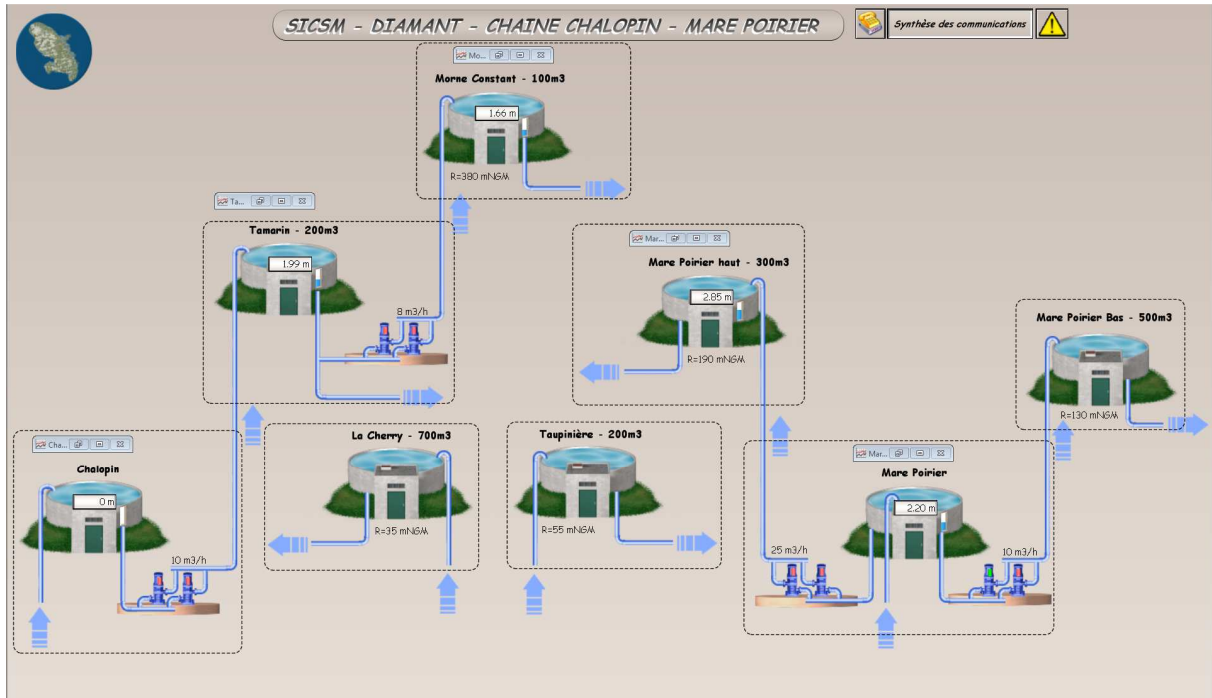 SICSM - DIAMANT - CHAINE CHALOPIN - MARE POIRIER
Synthèse des communications
Mo...
Morne Constant - 100m3
1.66 m
R=380 mNGM
Ta...
Tamarin - 200m3
1.99 m
8 m3/h
Mar...
Mare Poirier haut - 300m3
2.85 m
R=190 mNGM
Mare Poirier Bas - 500m3
R=130 mNGM
Cha...
Chalopin
0 m
10 m3/h
La Cherry - 700m3
R=35 mNGM
Taupinière - 200m3
R=55 mNGM
Mar...
Mare Poirier
2.20 m
25 m3/h
10 m3/h